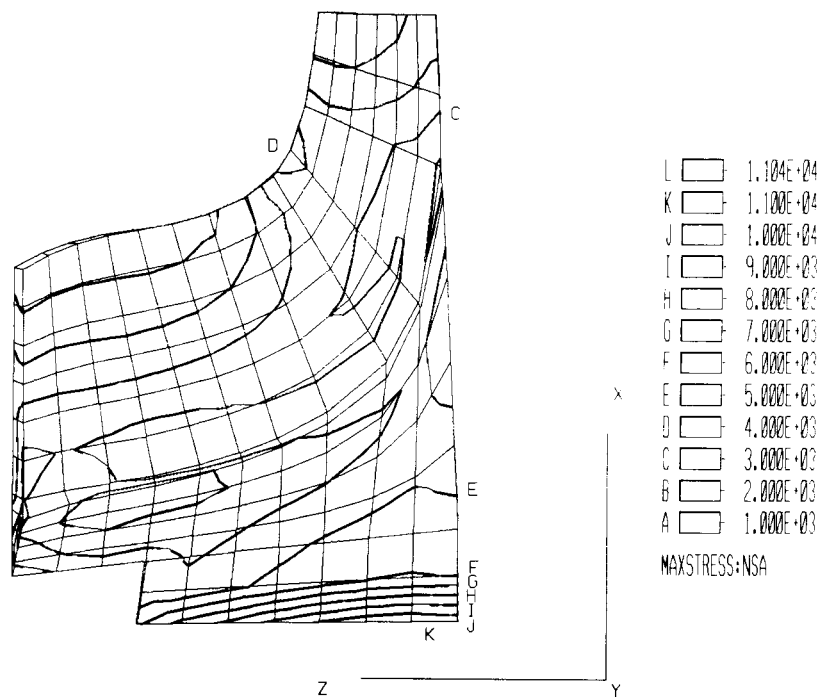 C
D
L 1.104E+04
K 1.100E+04
J 1.000E+04
I 9.000E+03
H 8.000E+03
G 7.000E+03
F 6.000E+03
E 5.000E+03
D 4.000E+03
C 3.000E+03
B 2.000E+03
A 1.000E+03
MAXSTRESS:NSA
X
E
F
G
H
I
J
K
Z
Y